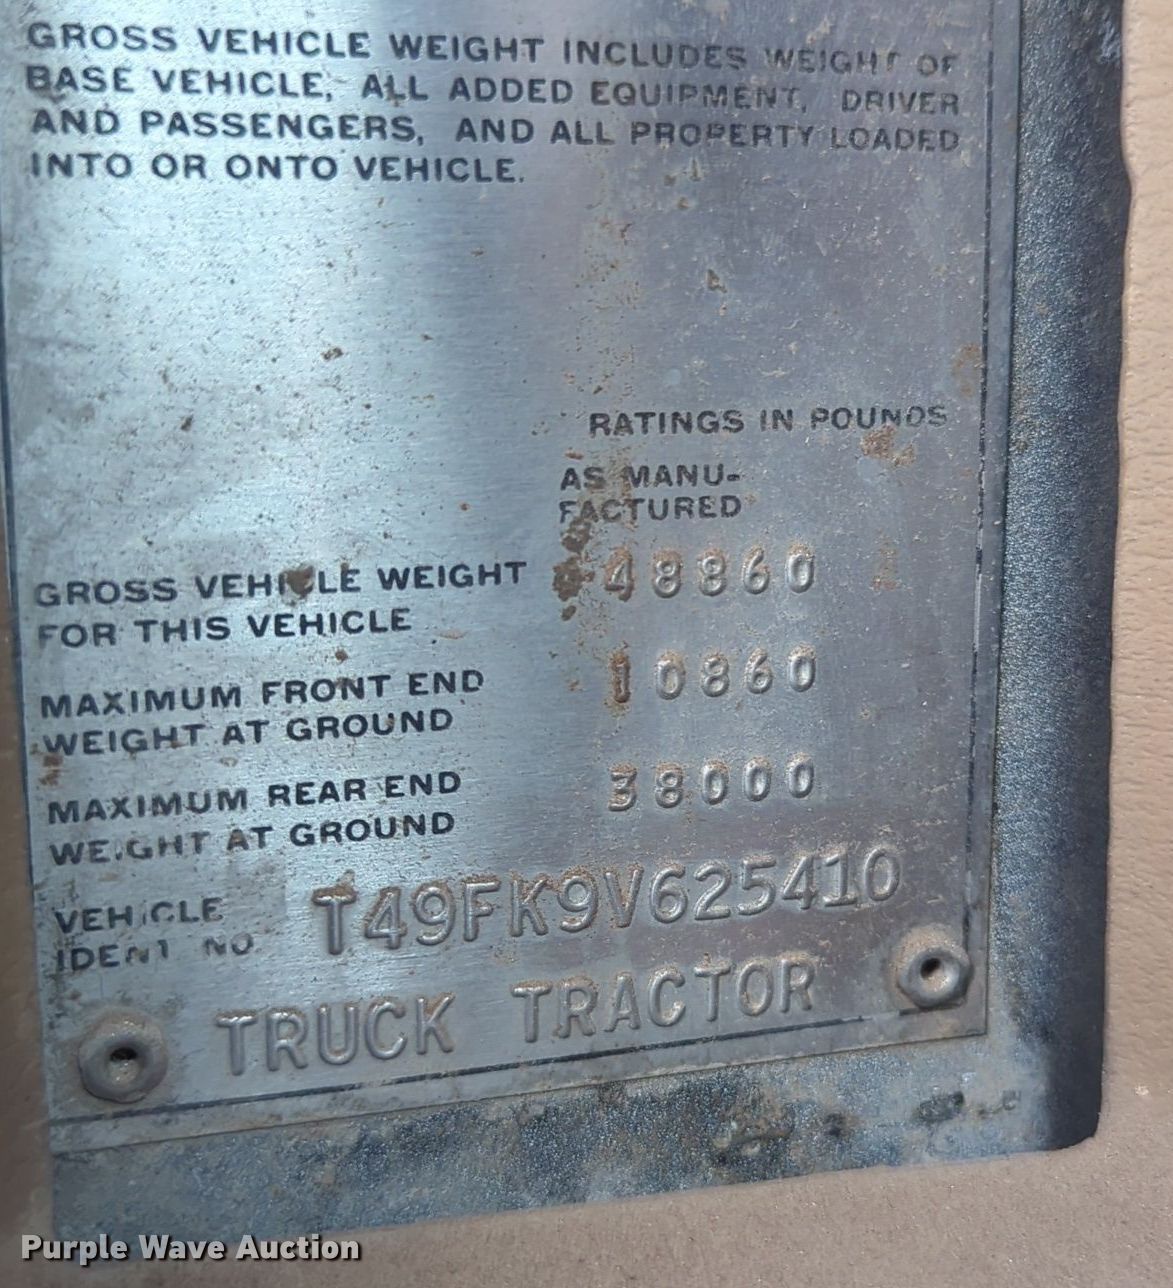 GROSS VEHICLE WEIGHT INCLUDES WEIGHT OF
BASE VEHICLE, ALL ADDED EQUIPMENT, DRIVER
AND PASSENGERS, AND ALL PROPERTY LOADED
INTO OR ONTO VEHICLE.
RATINGS IN POUNDS
AS MANU-
FACTURED
GROSS VEHICLE WEIGHT 48860
FOR THIS VEHICLE
MAXIMUM FRONT END 10860
WEIGHT AT GROUND
MAXIMUM REAR END 38000
WEIGHT AT GROUND
VEHICLE T49FK9V625410
IDENT NO
TRUCK TRACTOR
Purple Wave Auction